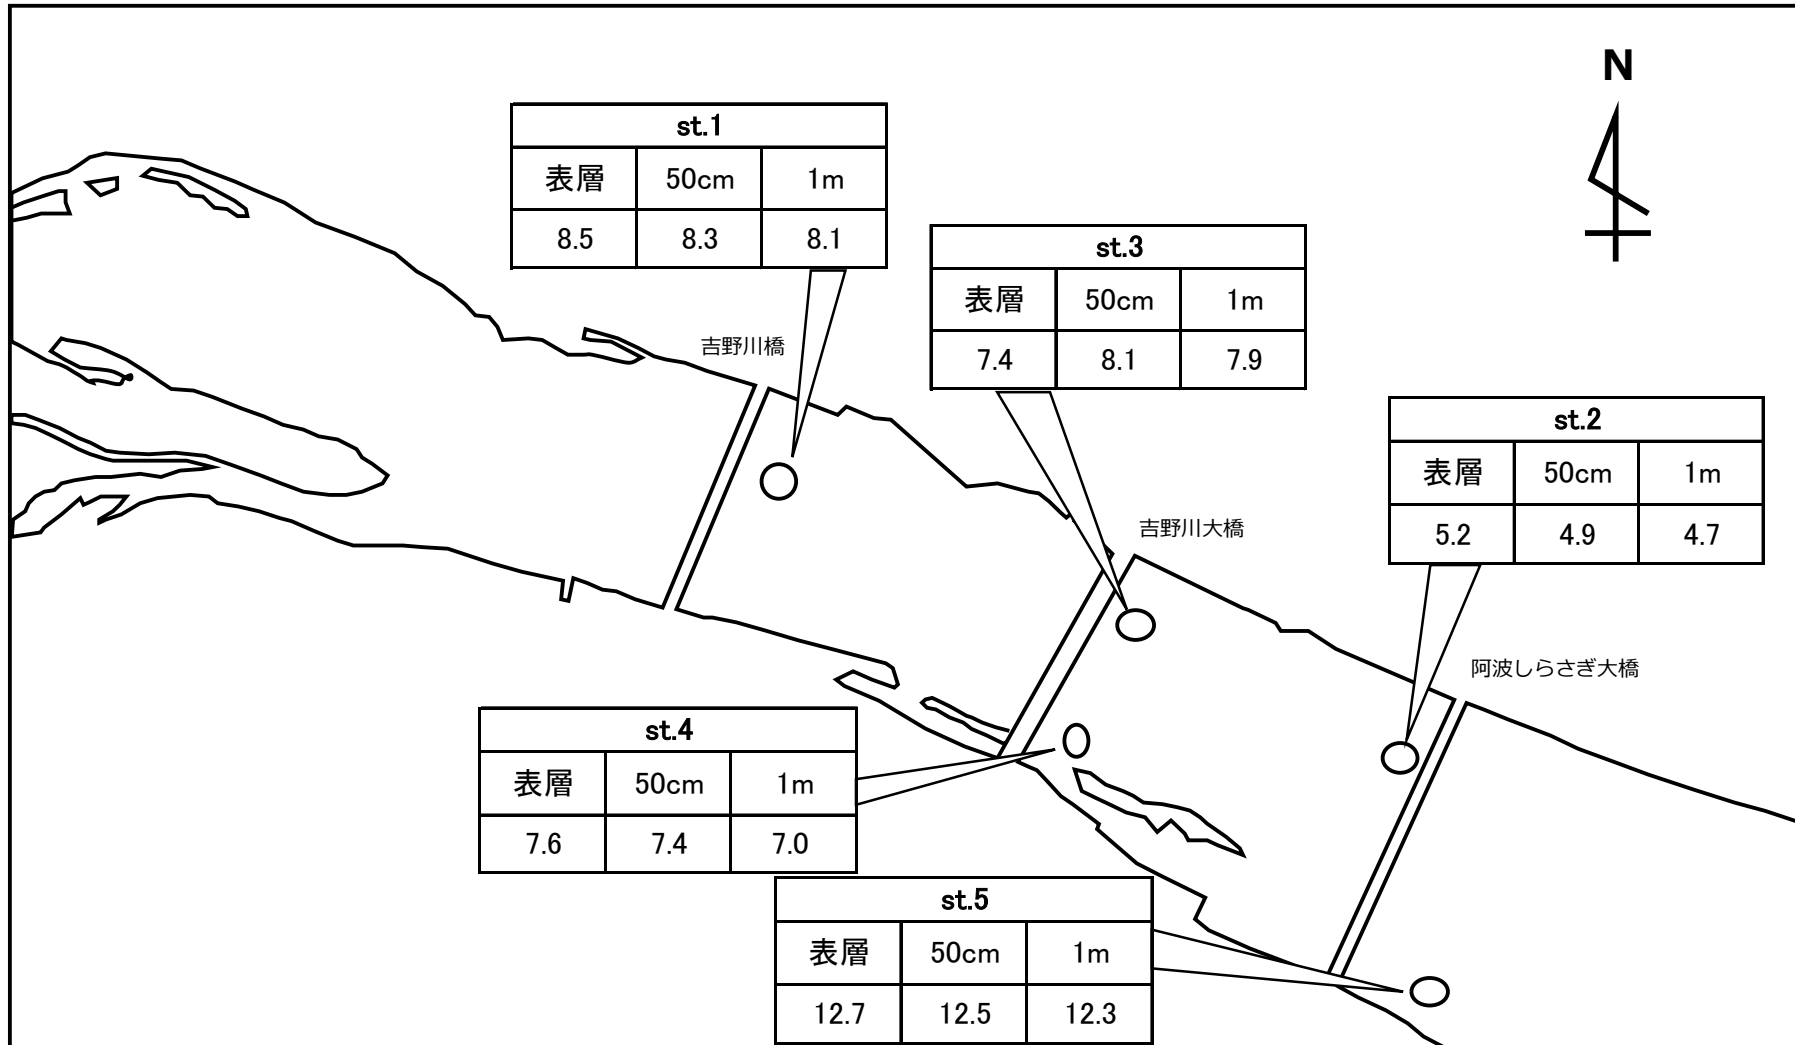 N
st.1
表層 50cm 1m
8.5 8.3 8.1
st.3
表層 50cm 1m
7.4 8.1 7.9
吉野川橋
st.2
表層 50cm 1m
5.2 4.9 4.7
吉野川大橋
阿波しらさぎ大橋
st.4
表層 50cm 1m
7.6 7.4 7.0
st.5
表層 50cm 1m
12.7 12.5 12.3